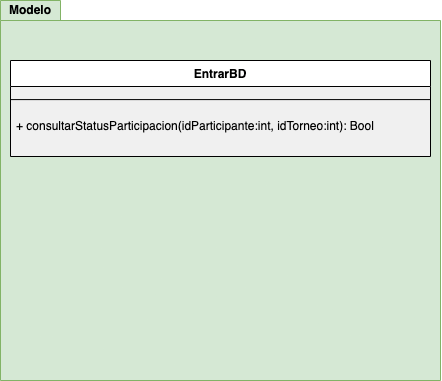 Modelo
EntrarBD
+ consultarStatusParticipacion(idParticipante:int, idTorneo:int): Bool